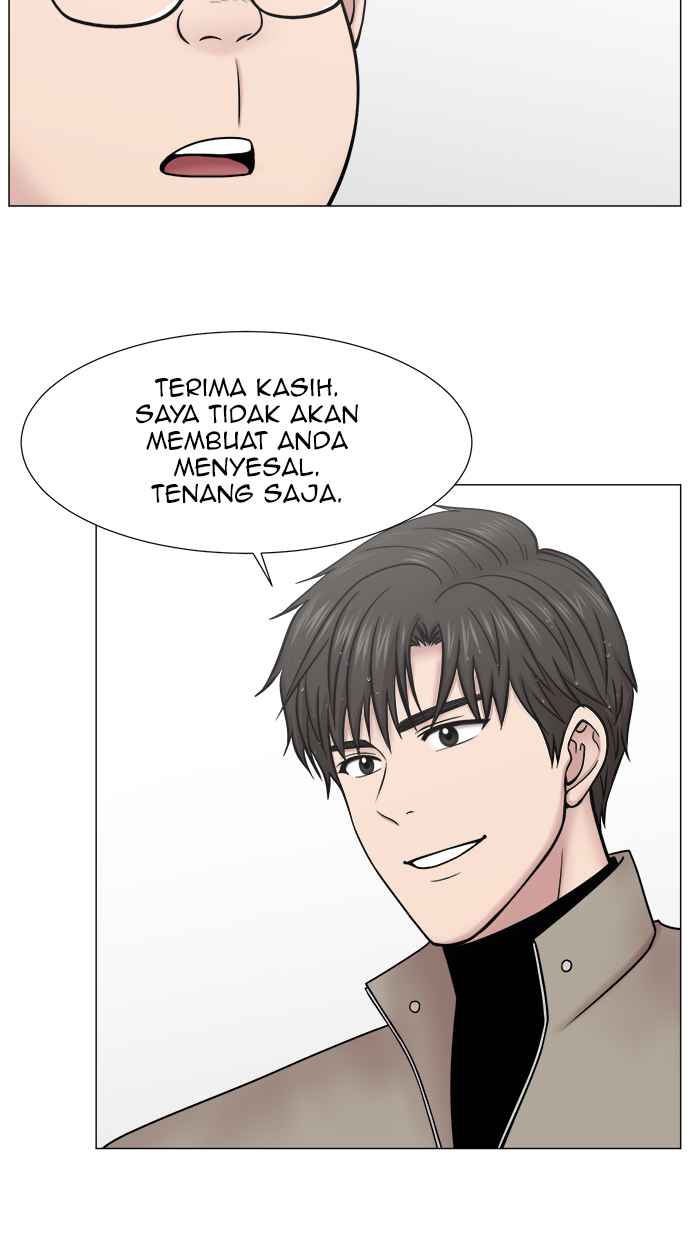 TERIMA KASIH.
SAYA TIDAK AKAN
MEMBUAT ANDA
MENYESAL.
TENANG SAJA.